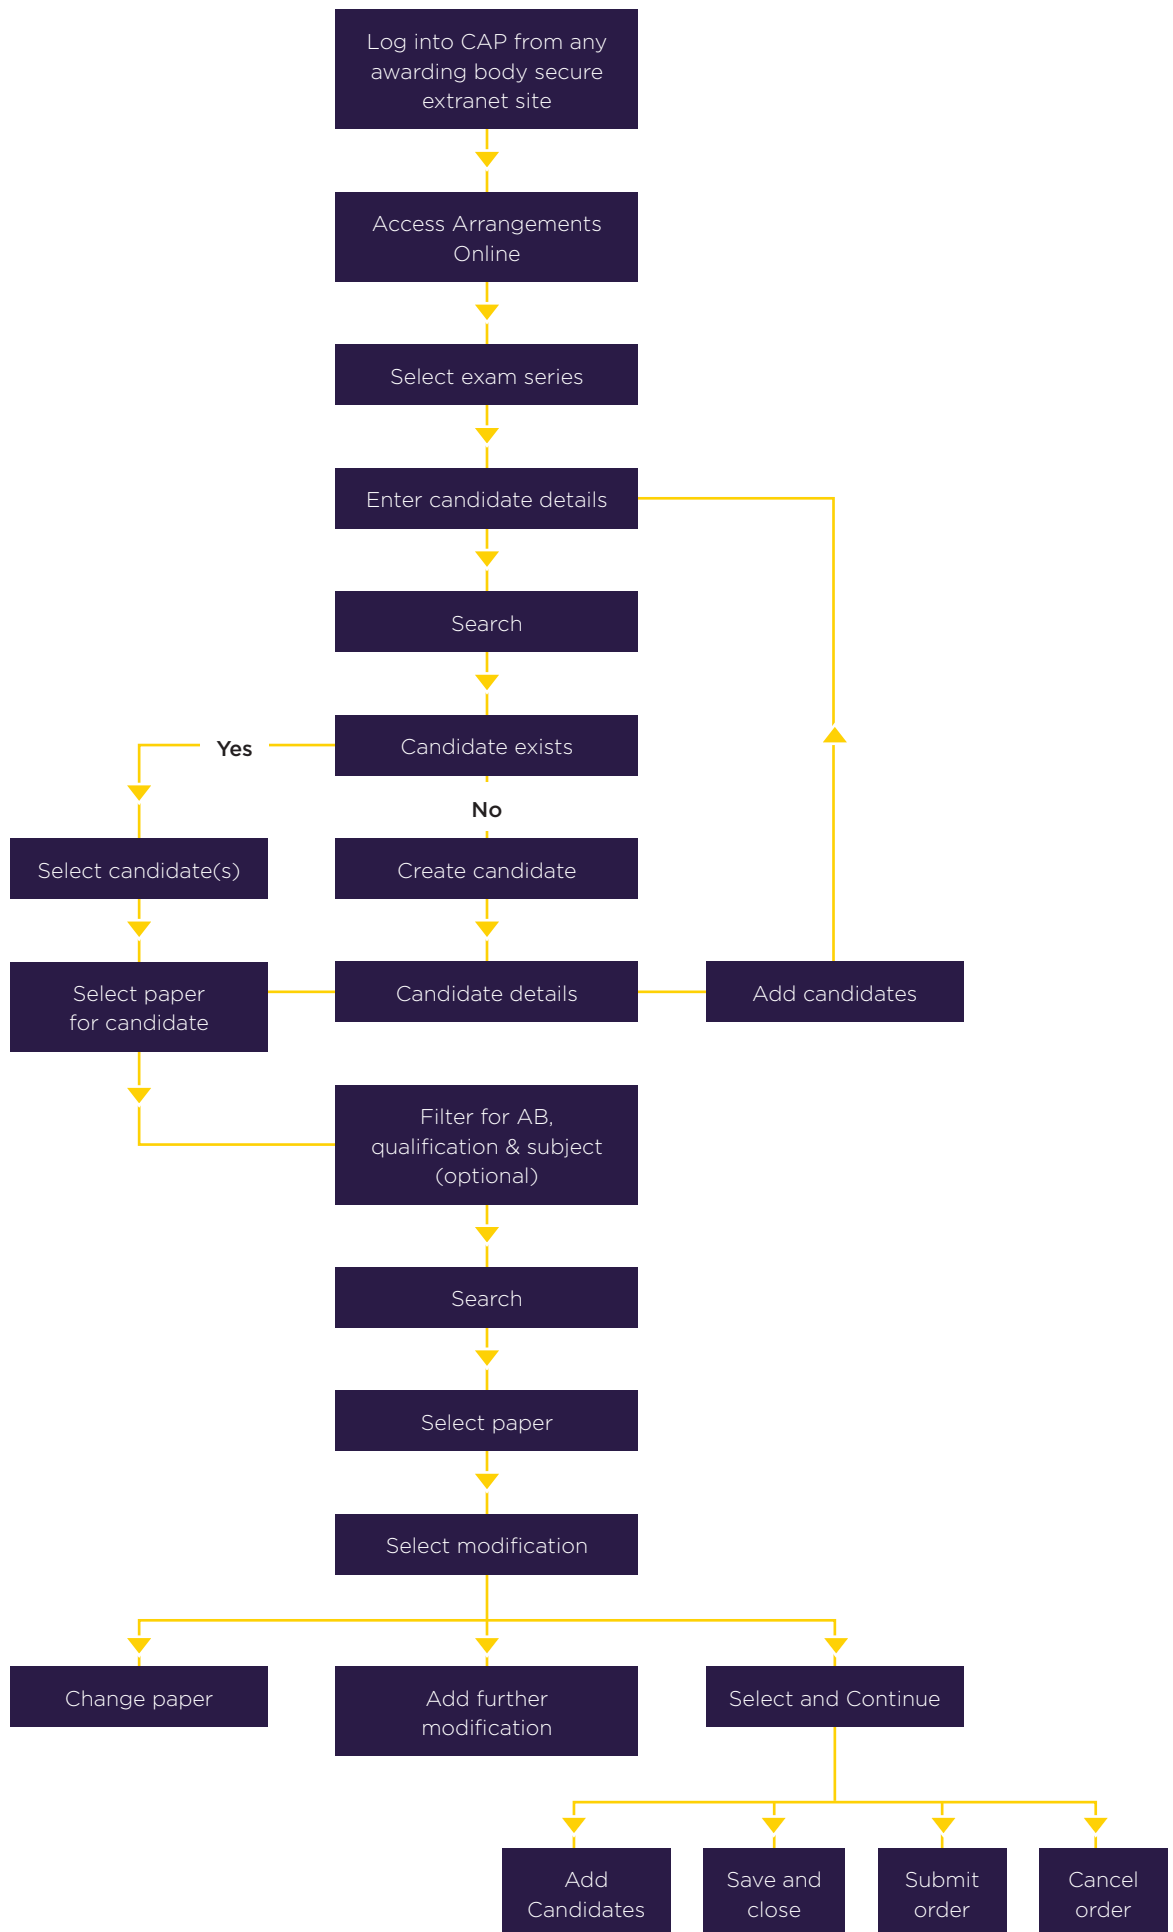 Log into CAP from any
awarding body secure
extranet site
Access Arrangements
Online
Select exam series
Enter candidate details
Search
Candidate exists
Yes
No
Select candidate(s)
Create candidate
Select paper
for candidate
Candidate details
Add candidates
Filter for AB,
qualification & subject
(optional)
Search
Select paper
Select modification
Change paper
Add further
modification
Select and Continue
Add
Candidates
Save and
close
Submit
order
Cancel
order